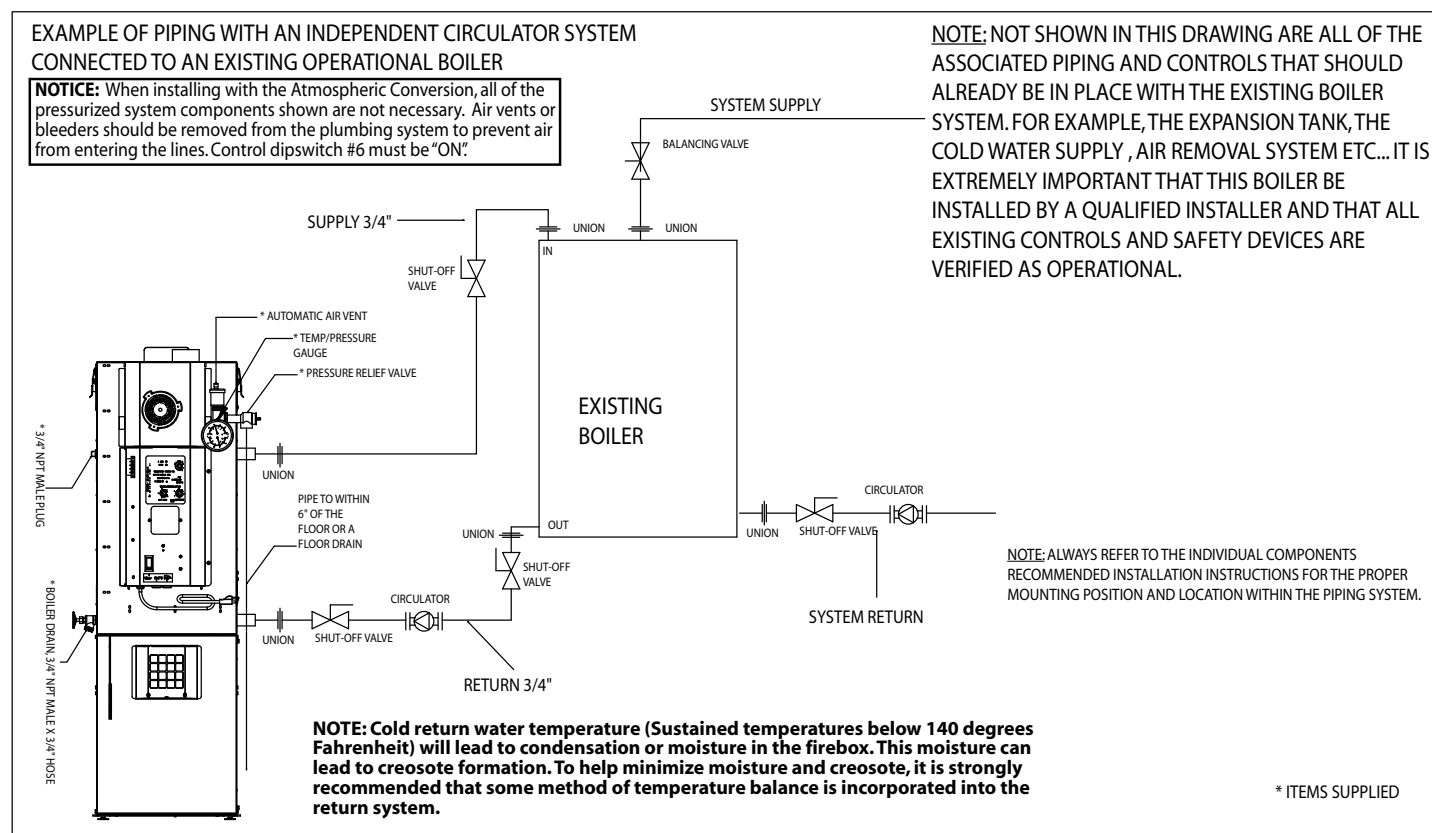 EXAMPLE OF PIPING WITH AN INDEPENDENT CIRCULATOR SYSTEM
CONNECTED TO AN EXISTING OPERATIONAL BOILER
NOTICE: When installing with the Atmospheric Conversion, all of the
pressurized system components shown are not necessary. Air vents or
bleeders should be removed from the plumbing system to prevent air
from entering the lines. Control dipswitch #6 must be "ON".
NOTE: NOT SHOWN IN THIS DRAWING ARE ALL OF THE
ASSOCIATED PIPING AND CONTROLS THAT SHOULD
ALREADY BE IN PLACE WITH THE EXISTING BOILER
SYSTEM. FOR EXAMPLE, THE EXPANSION TANK, THE
COLD WATER SUPPLY , AIR REMOVAL SYSTEM ETC... IT IS
EXTREMELY IMPORTANT THAT THIS BOILER BE
INSTALLED BY A QUALIFIED INSTALLER AND THAT ALL
EXISTING CONTROLS AND SAFETY DEVICES ARE
VERIFIED AS OPERATIONAL.
SYSTEM SUPPLY
BALANCING VALVE
SUPPLY 3/4"
UNION
UNION
IN
SHUT-OFF
VALVE
* AUTOMATIC AIR VENT
* TEMP/PRESSURE
GAUGE
* PRESSURE RELIEF VALVE
EXISTING
BOILER
* 3/4" NPT MALE PLUG
UNION
PIPE TO WITHIN
6" OF THE
FLOOR OR A
FLOOR DRAIN
CIRCULATOR
UNION
OUT
UNION
SHUT-OFF VALVE
SHUT-OFF
VALVE
NOTE: ALWAYS REFER TO THE INDIVIDUAL COMPONENTS
RECOMMENDED INSTALLATION INSTRUCTIONS FOR THE PROPER
MOUNTING POSITION AND LOCATION WITHIN THE PIPING SYSTEM.
* BOILER DRAIN, 3/4" NPT MALE X 3/4" HOSE
CIRCULATOR
SYSTEM RETURN
UNION
SHUT-OFF VALVE
RETURN 3/4"
NOTE: Cold return water temperature (Sustained temperatures below 140 degrees
Fahrenheit) will lead to condensation or moisture in the firebox. This moisture can
lead to creosote formation. To help minimize moisture and creosote, it is strongly
recommended that some method of temperature balance is incorporated into the
return system.
* ITEMS SUPPLIED